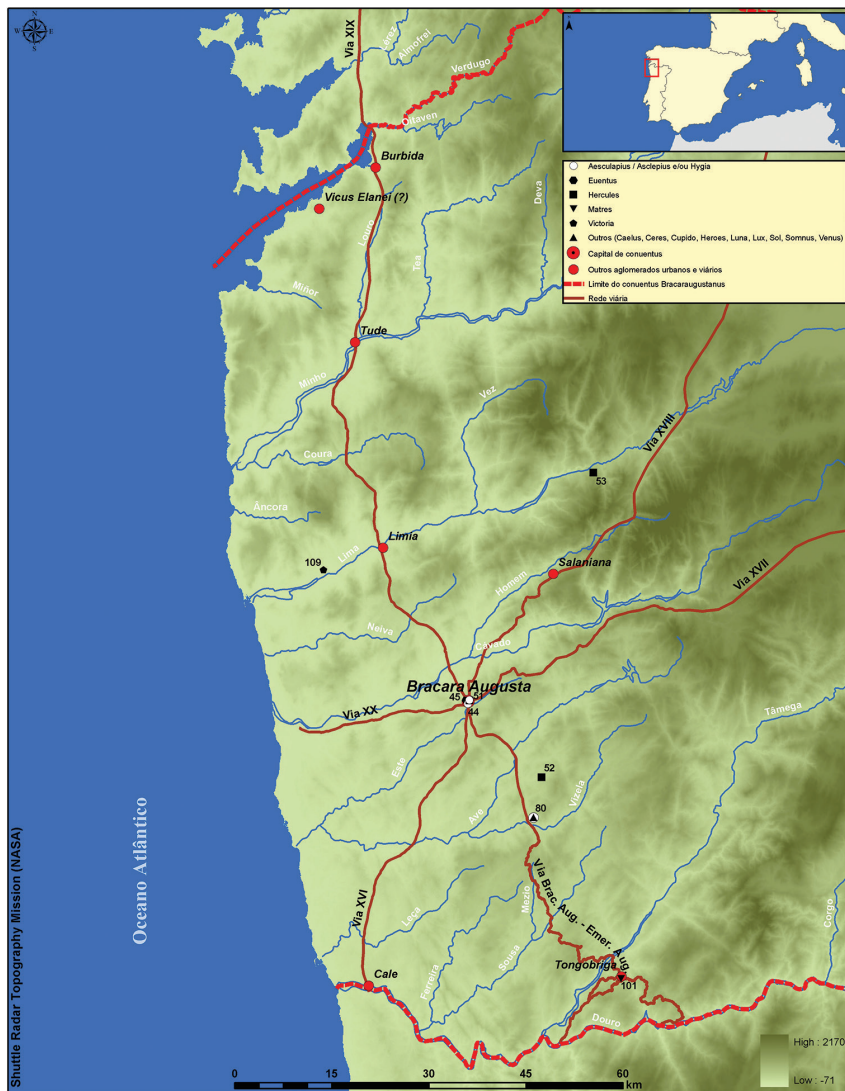 N
W
E
S
Via XIX
Lérez
Almofrei
Verdugo
Oitaven
Burbida
Vicus Elanei (?)
Deva
Louro
Tea
Miñor
Tude
Minho
Vez
Via XVIII
Coura
53
Âncora
Lima
Limia
109
Homem
Salaniana
Via XVII
Neiva
Cávado
Bracara Augusta
45
51
44
Via XX
Tâmega
Este
52
Ave
80
Vizela
Oceano Atlântico
Via XVI
Leça
Mezio
Via Brac. Aug. - Emer. Aug.
Corgo
Ferreira
Sousa
Tongobriga
101
Cale
Douro
Aesculapius / Asclepius e/ou Hygia
Euentus
Hercules
Matres
Victoria
Outros (Caelus, Ceres, Cupido, Heroes, Luna, Lux, Sol, Somnus, Venus)
Capital de conuentus
Outros aglomerados urbanos e viários
Limite do conuentus Bracaraugustanus
Rede viária
High : 2170
Low : -71
0 15 30 45 60
km
Shuttle Radar Topography Mission (NASA)